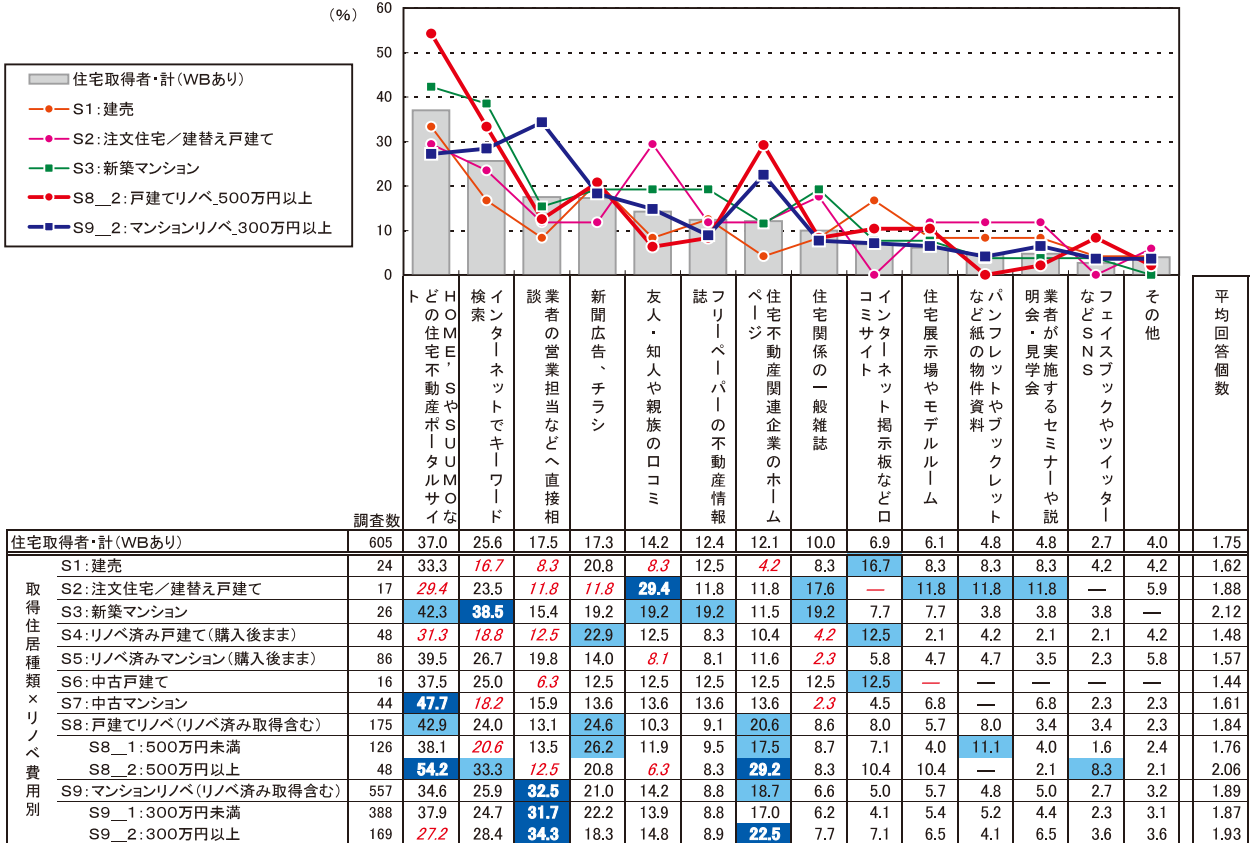 (%)
60
50
40
30
20
10
0
住宅取得者・計(WBあり)
S1:建売
S2:注文住宅／建替え戸建て
S3:新築マンション
S8__2:戸建てリノベ_500万円以上
S9__2:マンションリノベ_300万円以上
HOME'SやSUUMOなどの住宅不動産ポータルサイト
インターネットでキーワード検索
業者の営業担当などへ直接相談
新聞広告、チラシ
友人・知人や親族の口コミ
フリーペーパーの不動産情報誌
住宅不動産関連企業のホームページ
住宅関係の一般雑誌
インターネット掲示板など口コミサイト
住宅展示場やモデルルーム
パンフレットやブックレットなど紙の物件資料
業者が実施するセミナーや説明会・見学会
フェイスブックやツイッターなどSNS
その他
平均回答個数
調査数
住宅取得者・計(WBあり) 605 37.0 25.6 17.5 17.3 14.2 12.4 12.1 10.0 6.9 6.1 4.8 4.8 2.7 4.0 1.75
取得住居種類×リノベ費用別
S1:建売 24 33.3 16.7 8.3 20.8 8.3 12.5 4.2 8.3 16.7 8.3 8.3 8.3 4.2 4.2 1.62
S2:注文住宅／建替え戸建て 17 29.4 23.5 11.8 11.8 29.4 11.8 11.8 17.6 — 11.8 11.8 11.8 — 5.9 1.88
S3:新築マンション 26 42.3 38.5 15.4 19.2 19.2 19.2 11.5 19.2 7.7 7.7 3.8 3.8 3.8 — 2.12
S4:リノベ済み戸建て(購入後まま) 48 31.3 18.8 12.5 22.9 12.5 8.3 10.4 4.2 12.5 2.1 4.2 2.1 2.1 4.2 1.48
S5:リノベ済みマンション(購入後まま) 86 39.5 26.7 19.8 14.0 8.1 8.1 11.6 2.3 5.8 4.7 4.7 3.5 2.3 5.8 1.57
S6:中古戸建て 16 37.5 25.0 6.3 12.5 12.5 12.5 12.5 12.5 12.5 — — — — — 1.44
S7:中古マンション 44 47.7 18.2 15.9 13.6 13.6 13.6 13.6 2.3 4.5 6.8 — 6.8 2.3 2.3 1.61
S8:戸建てリノベ(リノベ済み取得含む) 175 42.9 24.0 13.1 24.6 10.3 9.1 20.6 8.6 8.0 5.7 8.0 3.4 3.4 2.3 1.84
S8__1:500万円未満 126 38.1 20.6 13.5 26.2 11.9 9.5 17.5 8.7 7.1 4.0 11.1 4.0 1.6 2.4 1.76
S8__2:500万円以上 48 54.2 33.3 12.5 20.8 6.3 8.3 29.2 8.3 10.4 10.4 — 2.1 8.3 2.1 2.06
S9:マンションリノベ(リノベ済み取得含む) 557 34.6 25.9 32.5 21.0 14.2 8.8 18.7 6.6 5.0 5.7 4.8 5.0 2.7 3.2 1.89
S9__1:300万円未満 388 37.9 24.7 31.7 22.2 13.9 8.8 17.0 6.2 4.1 5.4 5.2 4.4 2.3 3.1 1.87
S9__2:300万円以上 169 27.2 28.4 34.3 18.3 14.8 8.9 22.5 7.7 7.1 6.5 4.1 6.5 3.6 3.6 1.93